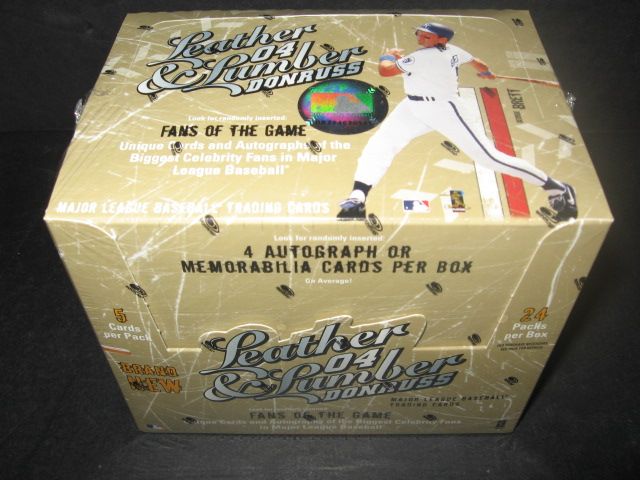 Leather
04
& Lumber
DONRUSS
Look for randomly inserted:
FANS OF THE GAME
Unique Cards and Autographs of the
Biggest Celebrity Fans in Major
League Baseball®
MAJOR LEAGUE BASEBALL® TRADING CARDS
BRETT
Look for randomly inserted:
4 AUTOGRAPH OR
MEMORABILIA CARDS PER BOX
On Average!
5
Cards
per Pack
24
Packs
per Box
BRAND
NEW
Leather
04
& Lumber
DONRUSS
MAJOR LEAGUE BASEBALL®
TRADING CARDS
Look for randomly inserted
FANS OF THE GAME
Unique Cards and Autographs of the Biggest Celebrity Fans
in Major League Baseball